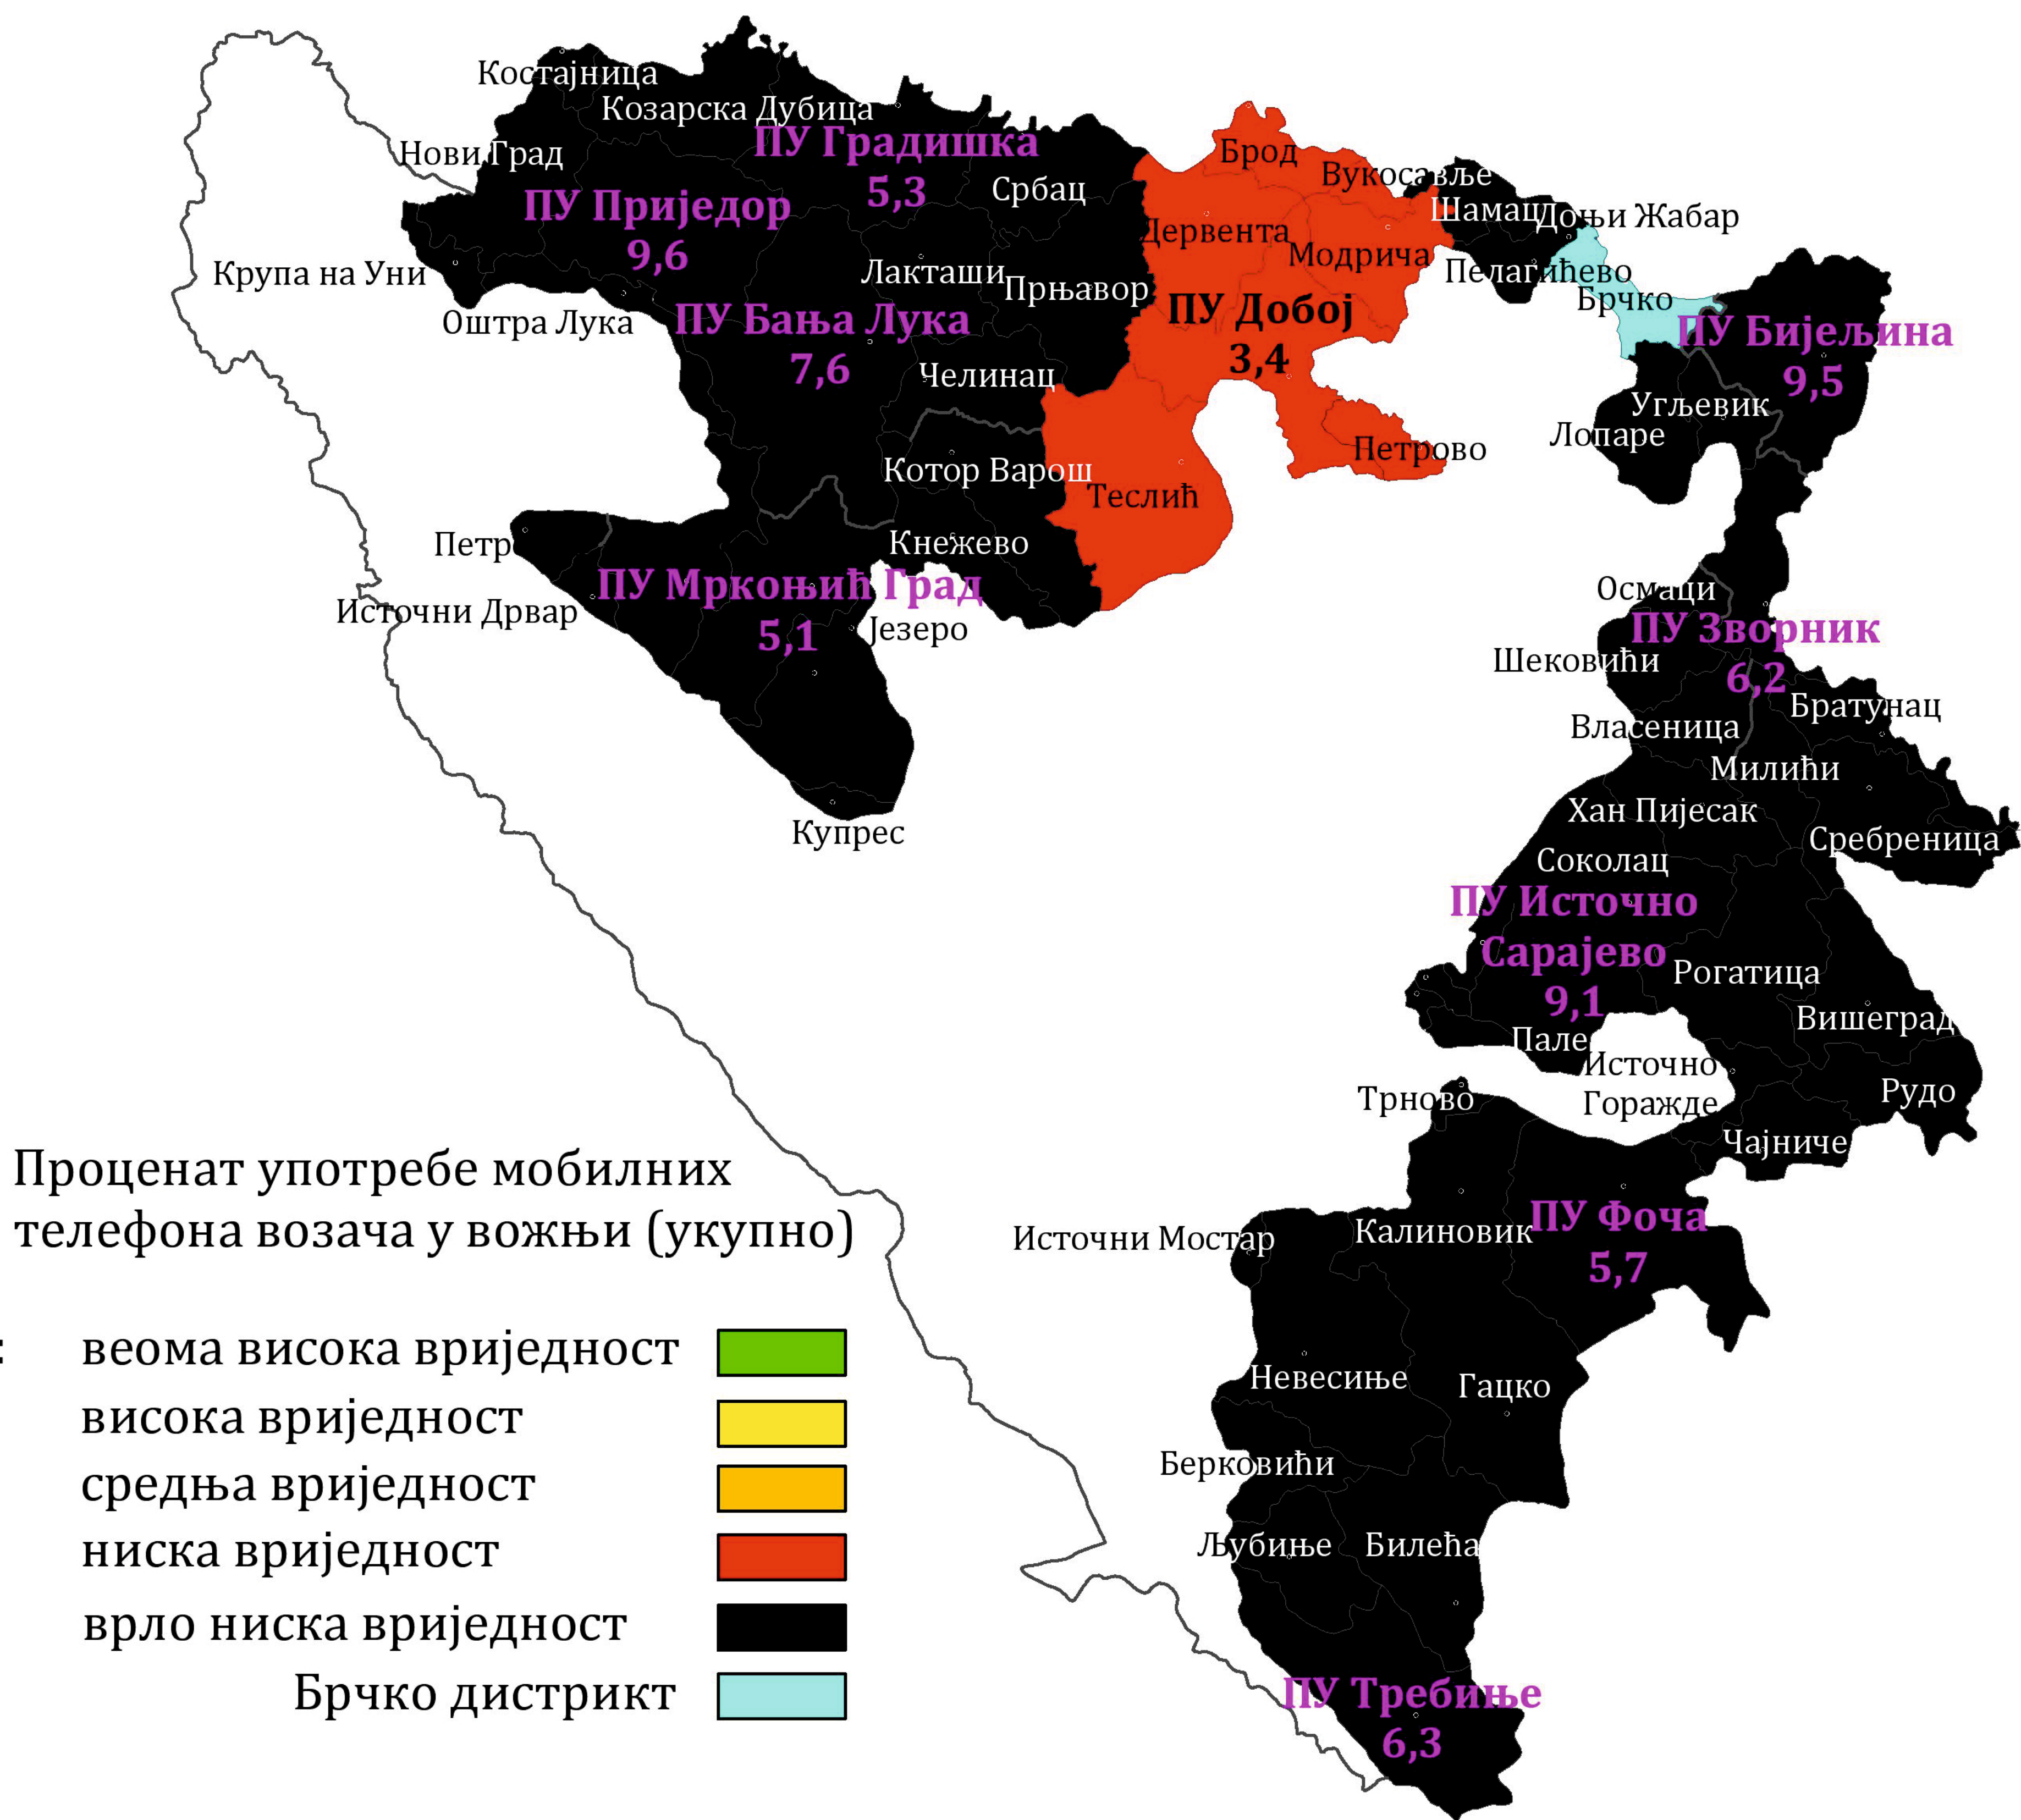 Костајница
Козарска Дубица
Нови Град
ПУ Градишка
5,3
Србац
ПУ Приједор
9,6
Крупа на Уни
Оштра Лука
Лакташи
Прњавор
ПУ Бања Лука
7,6
Челинац
Котор Варош
Кнежево
Петр
Источни Дрвар
ПУ Мркоњић Град
5,1
Језеро
Купрес
Брод
Вукосавље
Дервента
Модрича
ПУ Добој
3,4
Петрово
Теслић
Шамац
Доњи Жабар
Пелагићево
Брчко
ПУ Бијељина
9,5
Угљевик
Лопаре
Осмаци
ПУ Зворник
6,2
Шековићи
Братунац
Власеница
Милићи
Хан Пијесак
Сребреница
Соколац
ПУ Источно
Сарајево
9,1
Рогатица
Вишеград
Пале
Источно
Горажде
Рудо
Трново
Чајниче
Источни Мостар
Калиновик
ПУ Фоча
5,7
Невесиње
Гацко
Берковићи
Љубиње
Билећа
ПУ Требиње
6,3
Проценат употребе мобилних
телефона возача у вожњи (укупно)
: веома висока вриједност
висока вриједност
средња вриједност
ниска вриједност
врло ниска вриједност
Брчко дистрикт